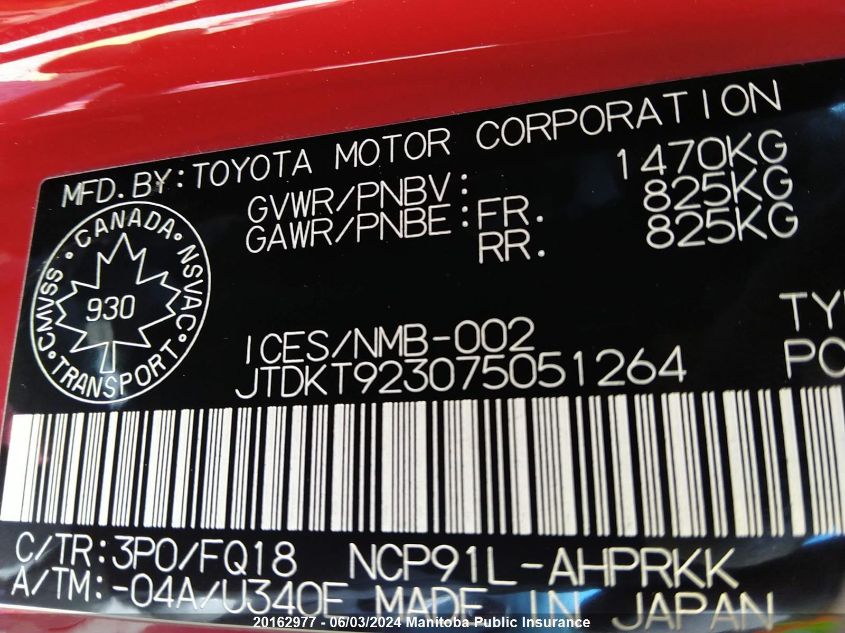 MFD.BY:TOYOTA MOTOR CORPORATION
GVWR/PNBV: 1470KG
GAWR/PNBE:FR. 825KG
RR. 825KG
CANADA · NSVAC · TRANSPORT · CMVSS ·
930
ICES/NMB-002
JTDKT923075051264
C/TR:3P0/FQ18 NCP91L-AHPRKK
A/TM:-04A/U340E MADE IN JAPAN
20162977 - 06/03/2024 Manitoba Public Insurance